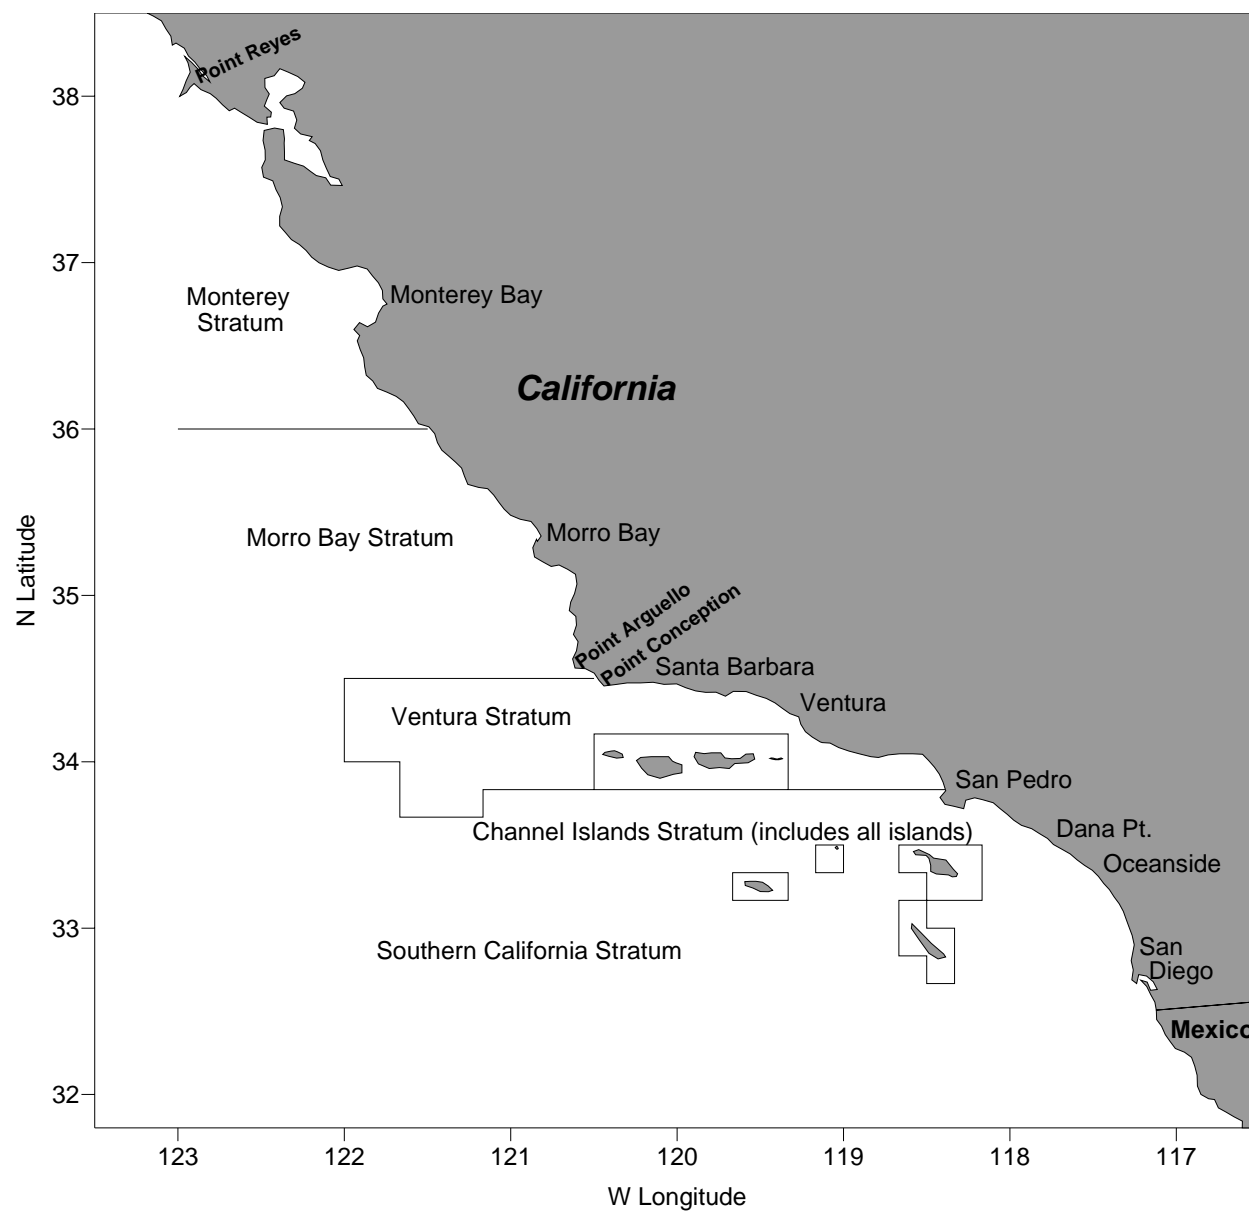 Point Reyes
38
37
Monterey
Stratum
Monterey Bay
California
36
Morro Bay Stratum
Morro Bay
N Latitude
35
Point Arguello
Point Conception
Santa Barbara
Ventura Stratum
Ventura
34
San Pedro
Channel Islands Stratum (includes all islands)
Dana Pt.
Oceanside
33
Southern California Stratum
San
Diego
Mexico
32
123
122
121
120
119
118
117
W Longitude